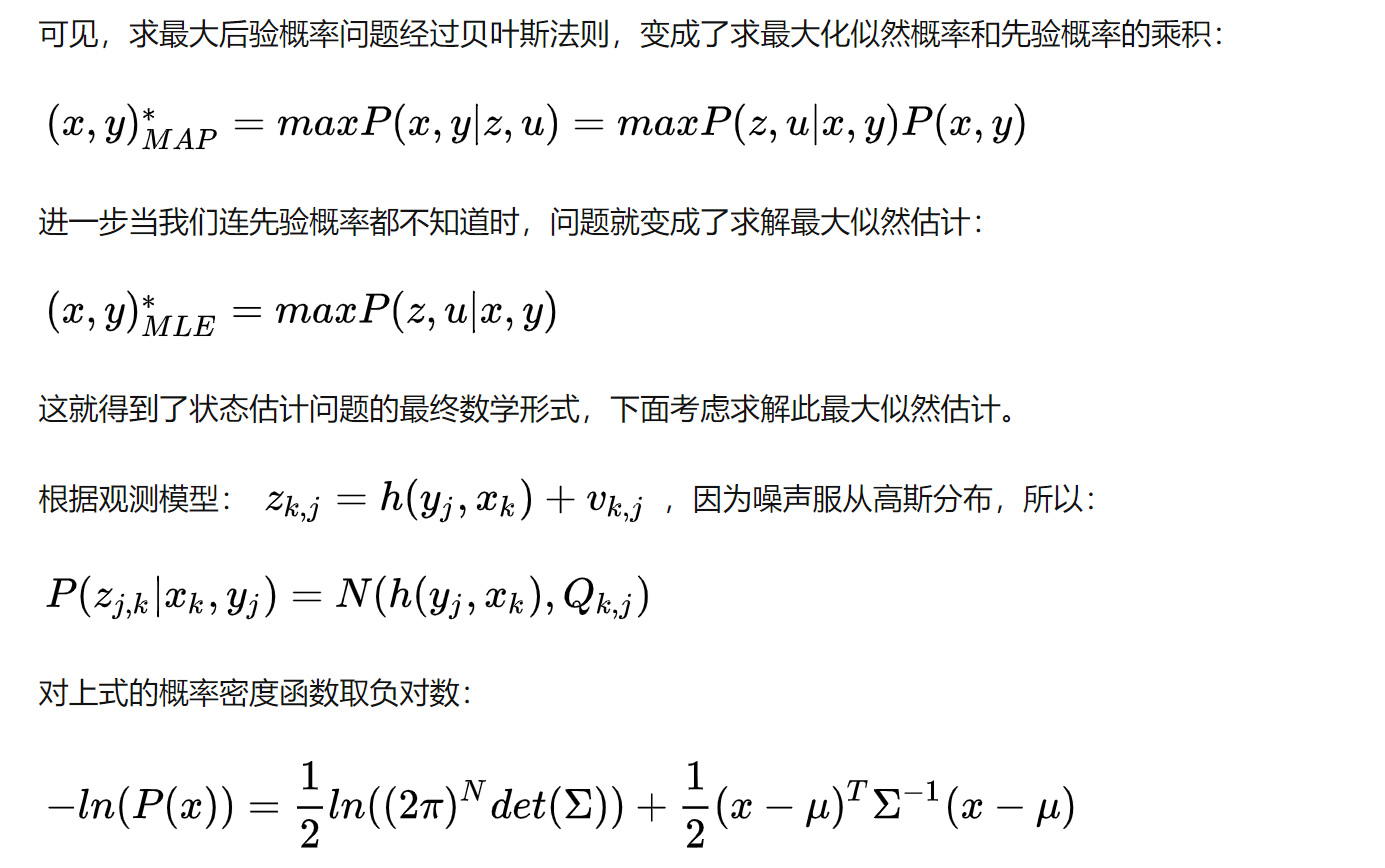 可见，求最大后验概率问题经过贝叶斯法则，变成了求最大化似然概率和先验概率的乘积：
$(x, y)^*_{MAP} = maxP(x, y|z, u) = maxP(z, u|x, y)P(x, y)$
进一步当我们连先验概率都不知道时，问题就变成了求解最大似然估计：
$(x, y)^*_{MLE} = maxP(z, u|x, y)$
这就得到了状态估计问题的最终数学形式，下面考虑求解此最大似然估计。
根据观测模型： $z_{k,j} = h(y_j, x_k) + v_{k,j}$ ，因为噪声服从高斯分布，所以：
$P(z_{j,k}|x_k, y_j) = N(h(y_j, x_k), Q_{k,j})$
对上式的概率密度函数取负对数：
$-ln(P(x)) = \frac{1}{2}ln((2\pi)^N det(\Sigma)) + \frac{1}{2}(x - \mu)^T \Sigma^{-1}(x - \mu)$